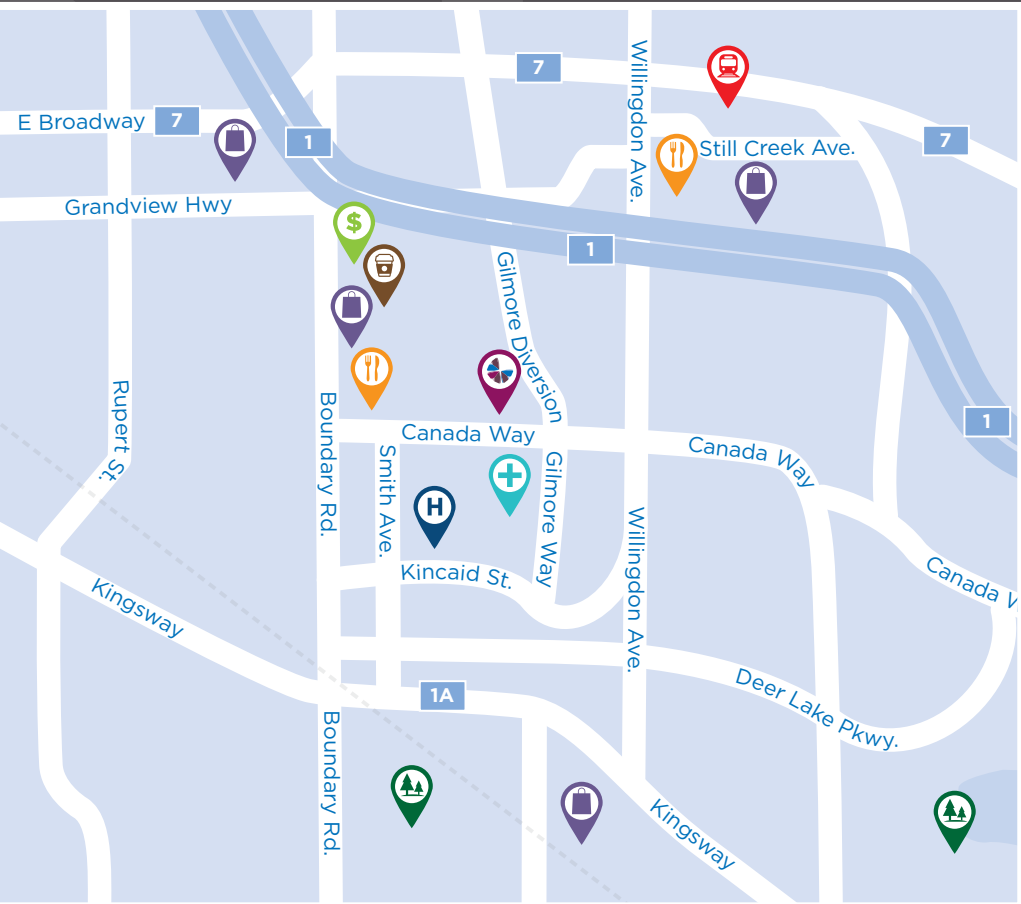 7
E Broadway
7
1
Willingdon Ave.
Still Creek Ave.
7
Grandview Hwy
$
1
Gilmore Diversion
Rupert St.
Boundary Rd.
Canada Way
Canada Way
1
Smith Ave.
H
Gilmore Way
Willingdon Ave.
Kincaid St.
Canada W
Kingsway
1A
Deer Lake Pkwy.
Boundary Rd.
Kingsway